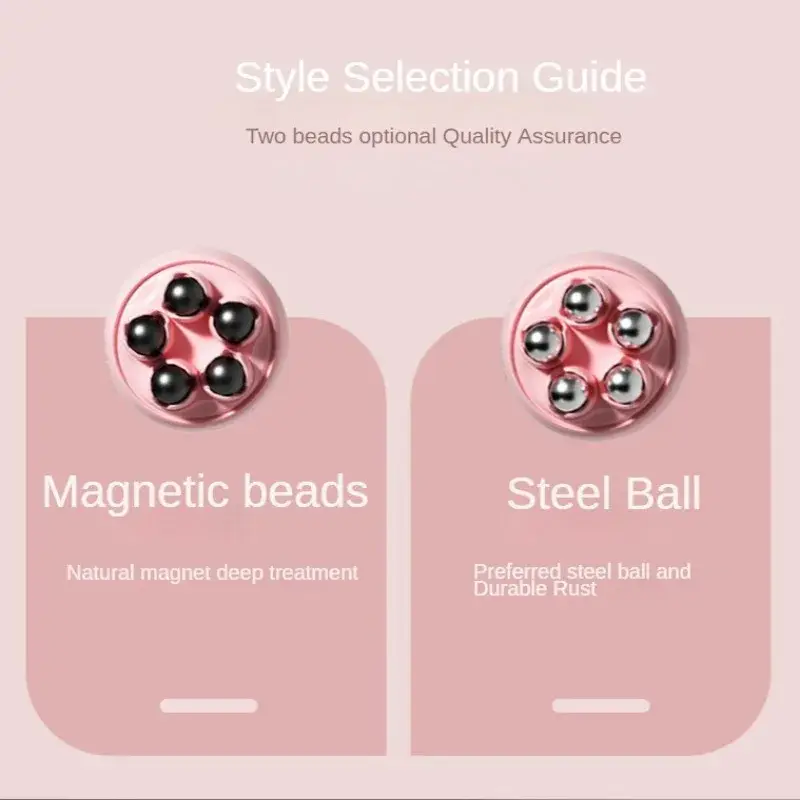 Style Selection Guide
Two beads optional Quality Assurance
Magnetic beads
Natural magnet deep treatment
Steel Ball
Preferred steel ball and
Durable Rust